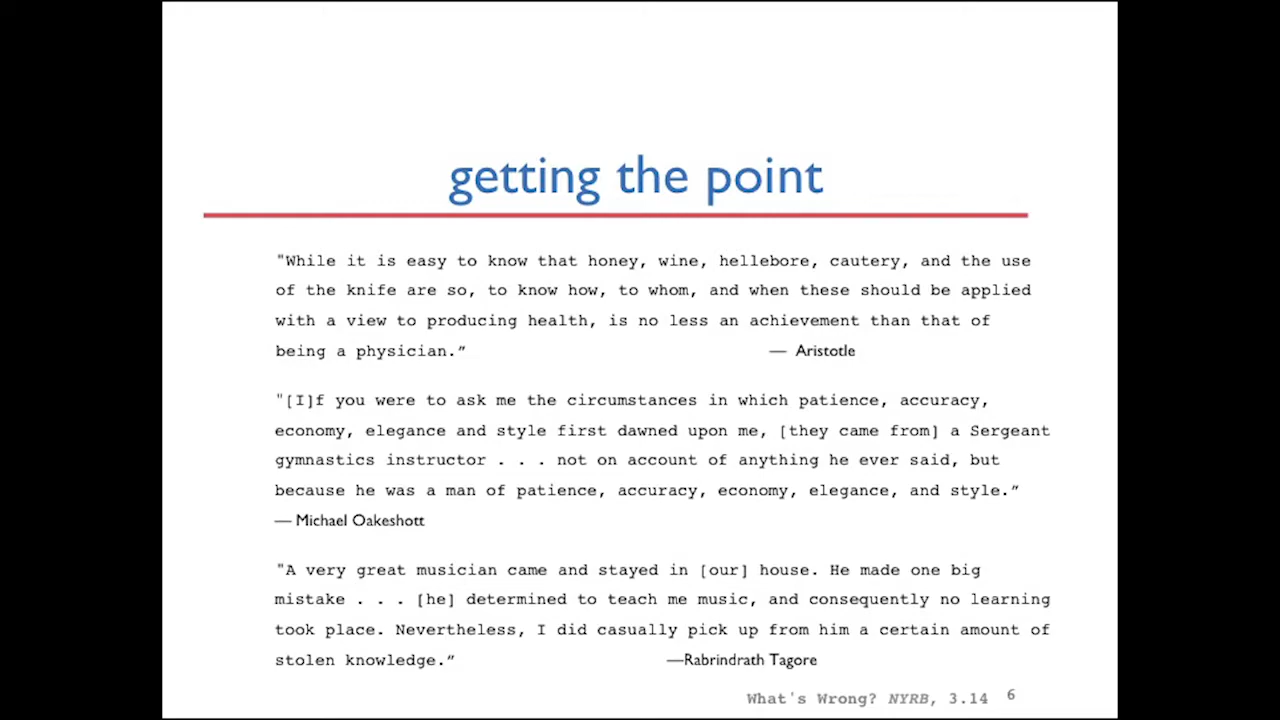 getting the point
"While it is easy to know that honey, wine, hellebore, cautery, and the use
of the knife are so, to know how, to whom, and when these should be applied
with a view to producing health, is no less an achievement than that of
being a physician.” — Aristotle
"[I]f you were to ask me the circumstances in which patience, accuracy,
economy, elegance and style first dawned upon me, [they came from] a Sergeant
gymnastics instructor . . . not on account of anything he ever said, but
because he was a man of patience, accuracy, economy, elegance, and style.”
— Michael Oakeshott
"A very great musician came and stayed in [our] house. He made one big
mistake . . . [he] determined to teach me music, and consequently no learning
took place. Nevertheless, I did casually pick up from him a certain amount of
stolen knowledge.” —Rabrindrath Tagore
What's Wrong? NYRB, 3.14 6